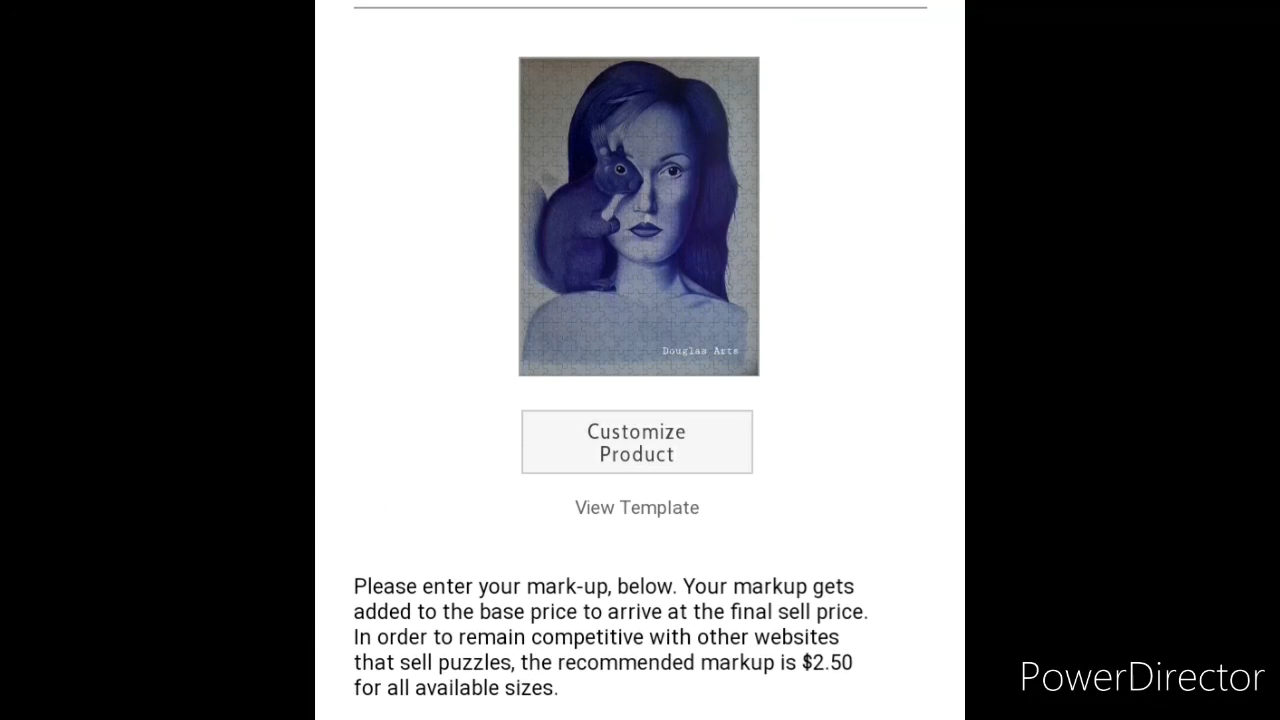 Douglas Arts
Customize
Product
View Template
Please enter your mark-up, below. Your markup gets
added to the base price to arrive at the final sell price.
In order to remain competitive with other websites
that sell puzzles, the recommended markup is $2.50
for all available sizes.
PowerDirector